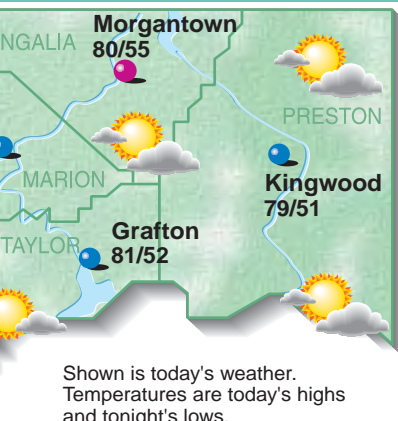 Morgantown
80/55
NGALIA
PRESTON
MARION
Kingwood
79/51
Grafton
81/52
TAYLOR
Shown is today's weather.
Temperatures are today's highs
and tonight's lows.